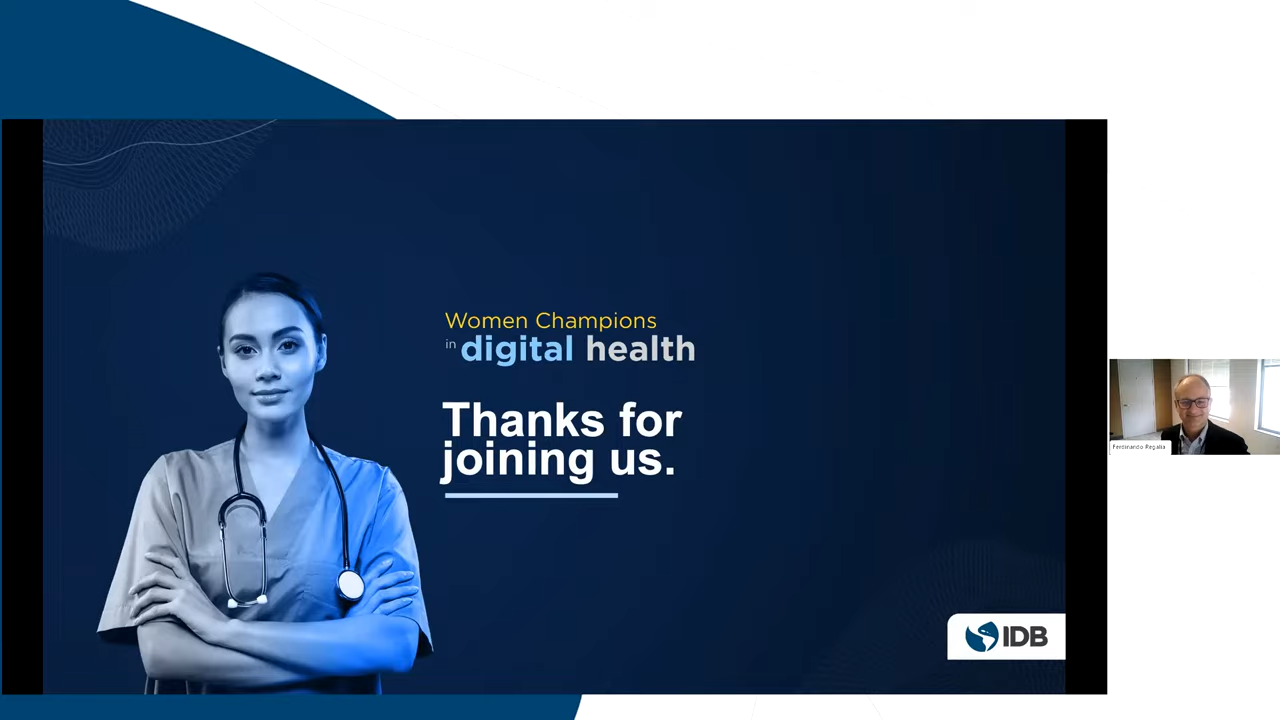 Women Champions
in digital health
Thanks for
joining us.
IDB
Ferdinando Regalia